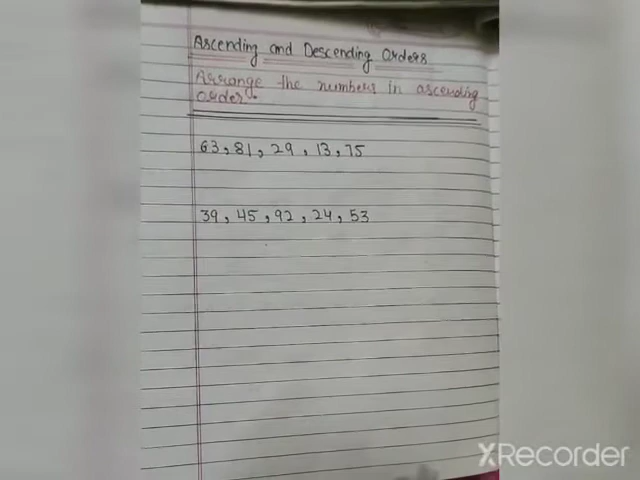 Ascending and Descending Orders
Arrange the numbers in ascending
Order.
63, 81, 29, 13, 75
39, 45, 92, 24, 53
XRecorder